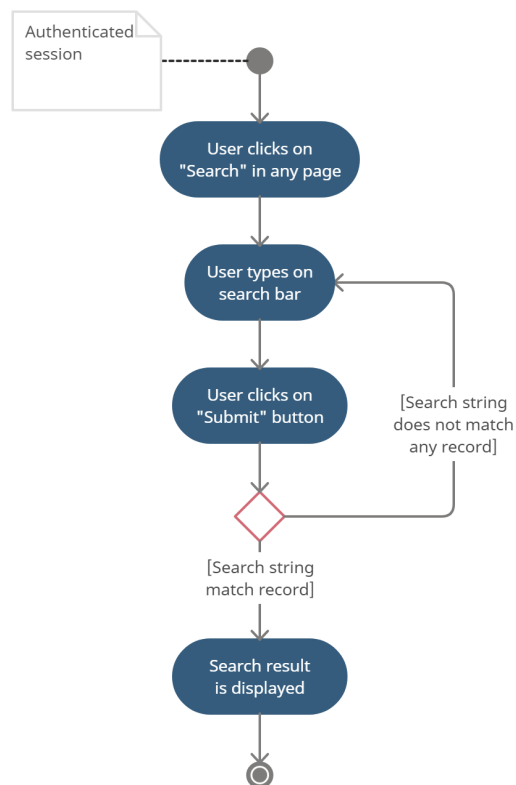 Authenticated
session
User clicks on
"Search" in any page
User types on
search bar
User clicks on
"Submit" button
[Search string
does not match
any record]
[Search string
match record]
Search result
is displayed